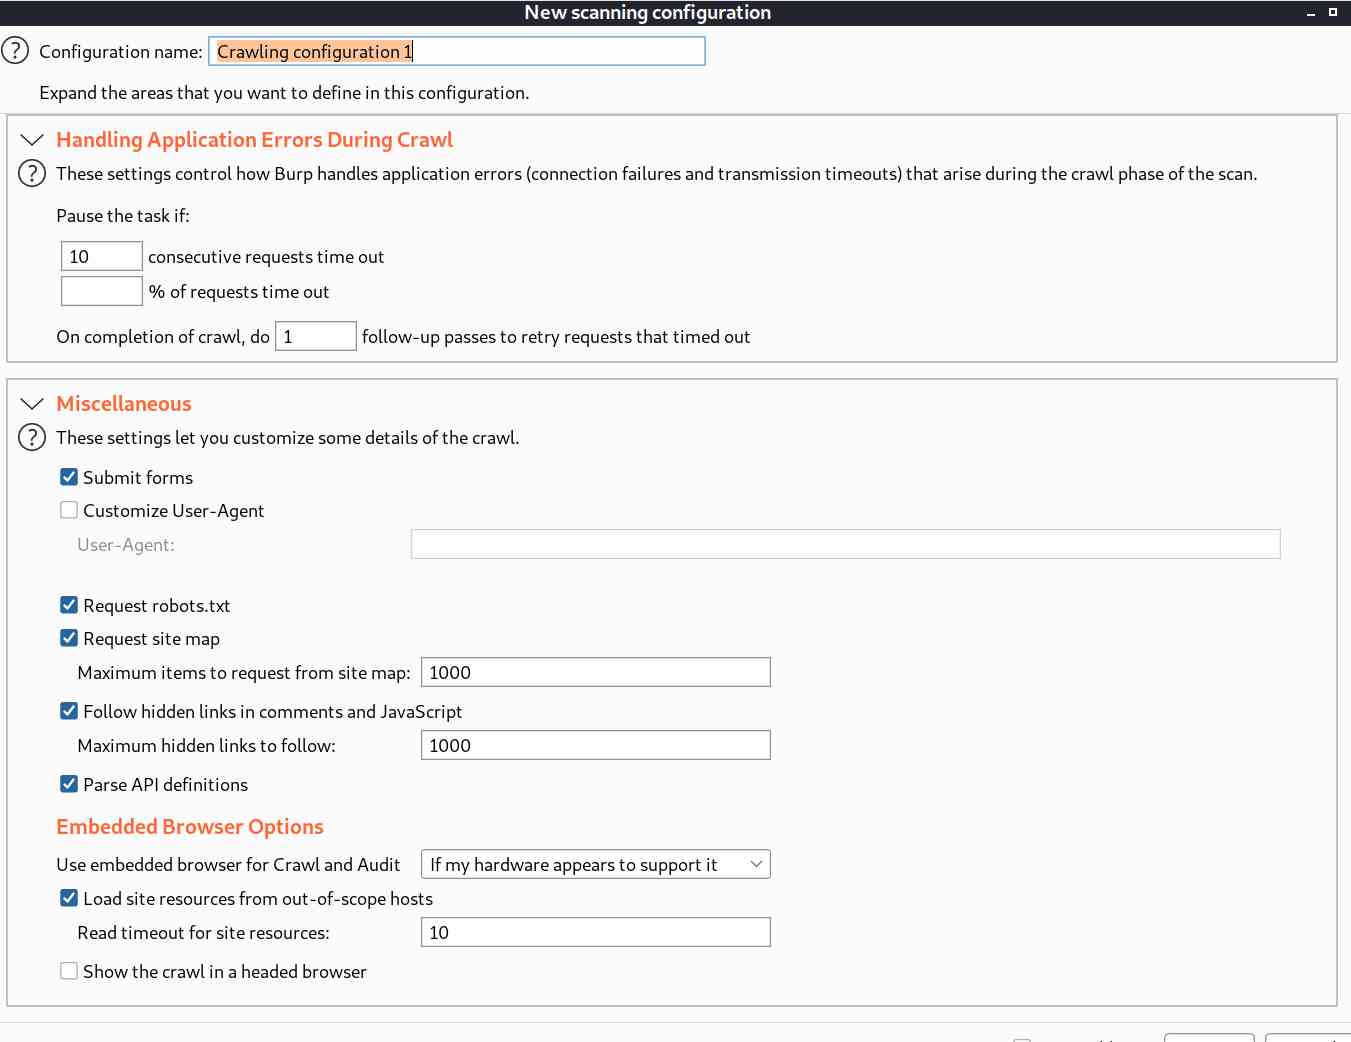 New scanning configuration
Configuration name: Crawling configuration 1
Expand the areas that you want to define in this configuration.
Handling Application Errors During Crawl
These settings control how Burp handles application errors (connection failures and transmission timeouts) that arise during the crawl phase of the scan.
Pause the task if:
10 consecutive requests time out
% of requests time out
On completion of crawl, do 1 follow-up passes to retry requests that timed out
Miscellaneous
These settings let you customize some details of the crawl.
Submit forms
Customize User-Agent
User-Agent:
Request robots.txt
Request site map
Maximum items to request from site map: 1000
Follow hidden links in comments and JavaScript
Maximum hidden links to follow: 1000
Parse API definitions
Embedded Browser Options
Use embedded browser for Crawl and Audit If my hardware appears to support it
Load site resources from out-of-scope hosts
Read timeout for site resources: 10
Show the crawl in a headed browser